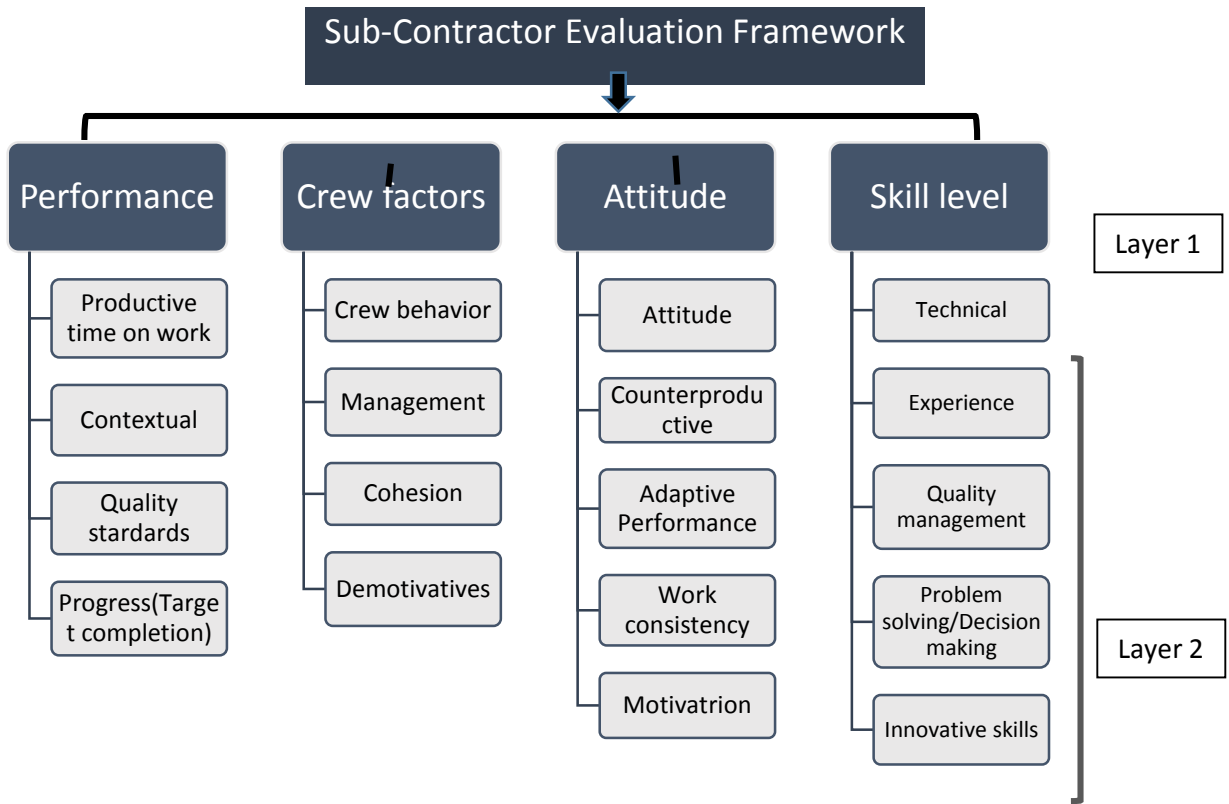 Sub-Contractor Evaluation Framework
Performance
Productive
time on work
Contextual
Quality
stardards
Progress(Targe
t completion)
Crew factors
Crew behavior
Management
Cohesion
Demotivatives
Attitude
Attitude
Counterprodu
ctive
Adaptive
Performance
Work
consistency
Motivatrion
Skill level
Technical
Experience
Quality
management
Problem
solving/Decision
making
Innovative skills
Layer 1
Layer 2